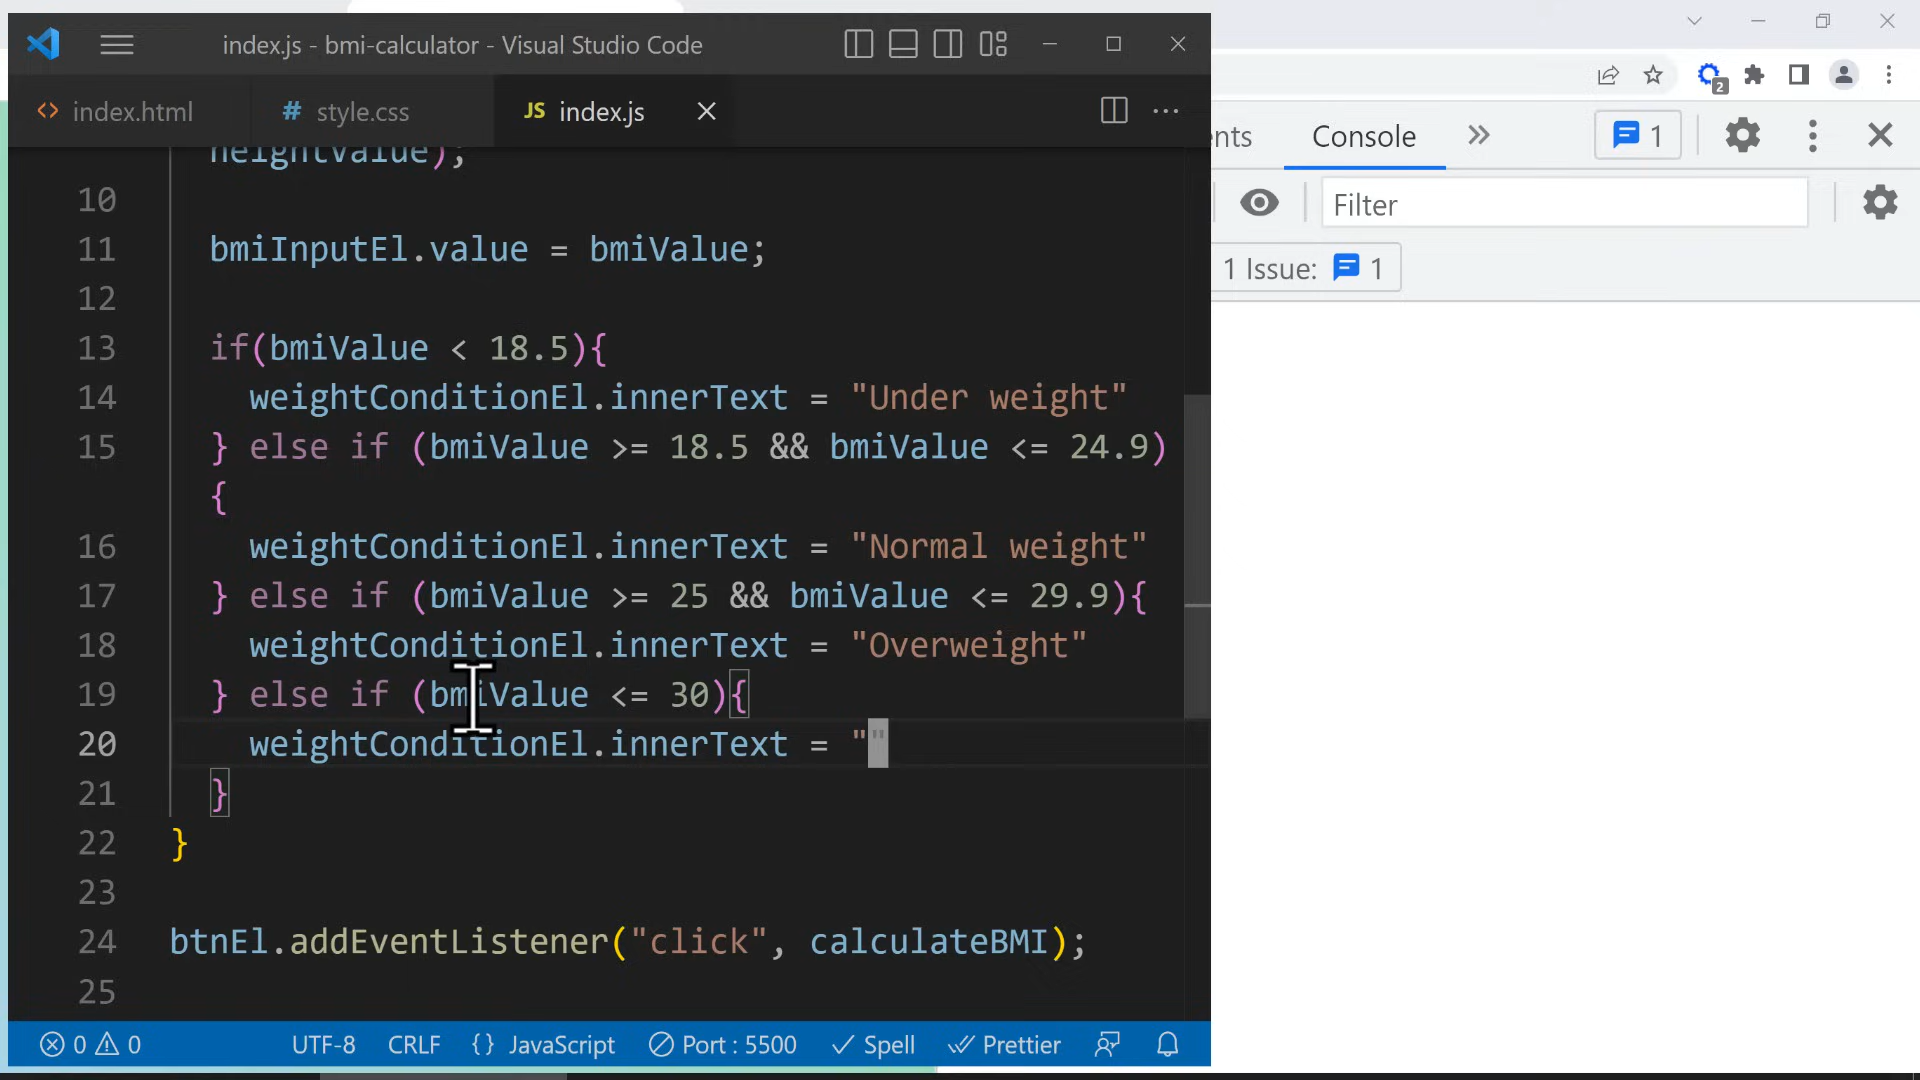 index.js - bmi-calculator - Visual Studio Code
index.html
# style.css
JS index.js
heightValue);
10
11 bmiInputEl.value = bmiValue;
12
13 if(bmiValue < 18.5){
14 weightConditionEl.innerText = "Under weight"
15 } else if (bmiValue >= 18.5 && bmiValue <= 24.9)
{
16 weightConditionEl.innerText = "Normal weight"
17 } else if (bmiValue >= 25 && bmiValue <= 29.9){
18 weightConditionEl.innerText = "Overweight"
19 } else if (bmiValue <= 30){
20 weightConditionEl.innerText = ""
21 }
22 }
23
24 btnEl.addEventListener("click", calculateBMI);
25
0 0 UTF-8 CRLF {} JavaScript Port : 5500 Spell Prettier
2
nts Console 1
Filter
1 Issue: 1